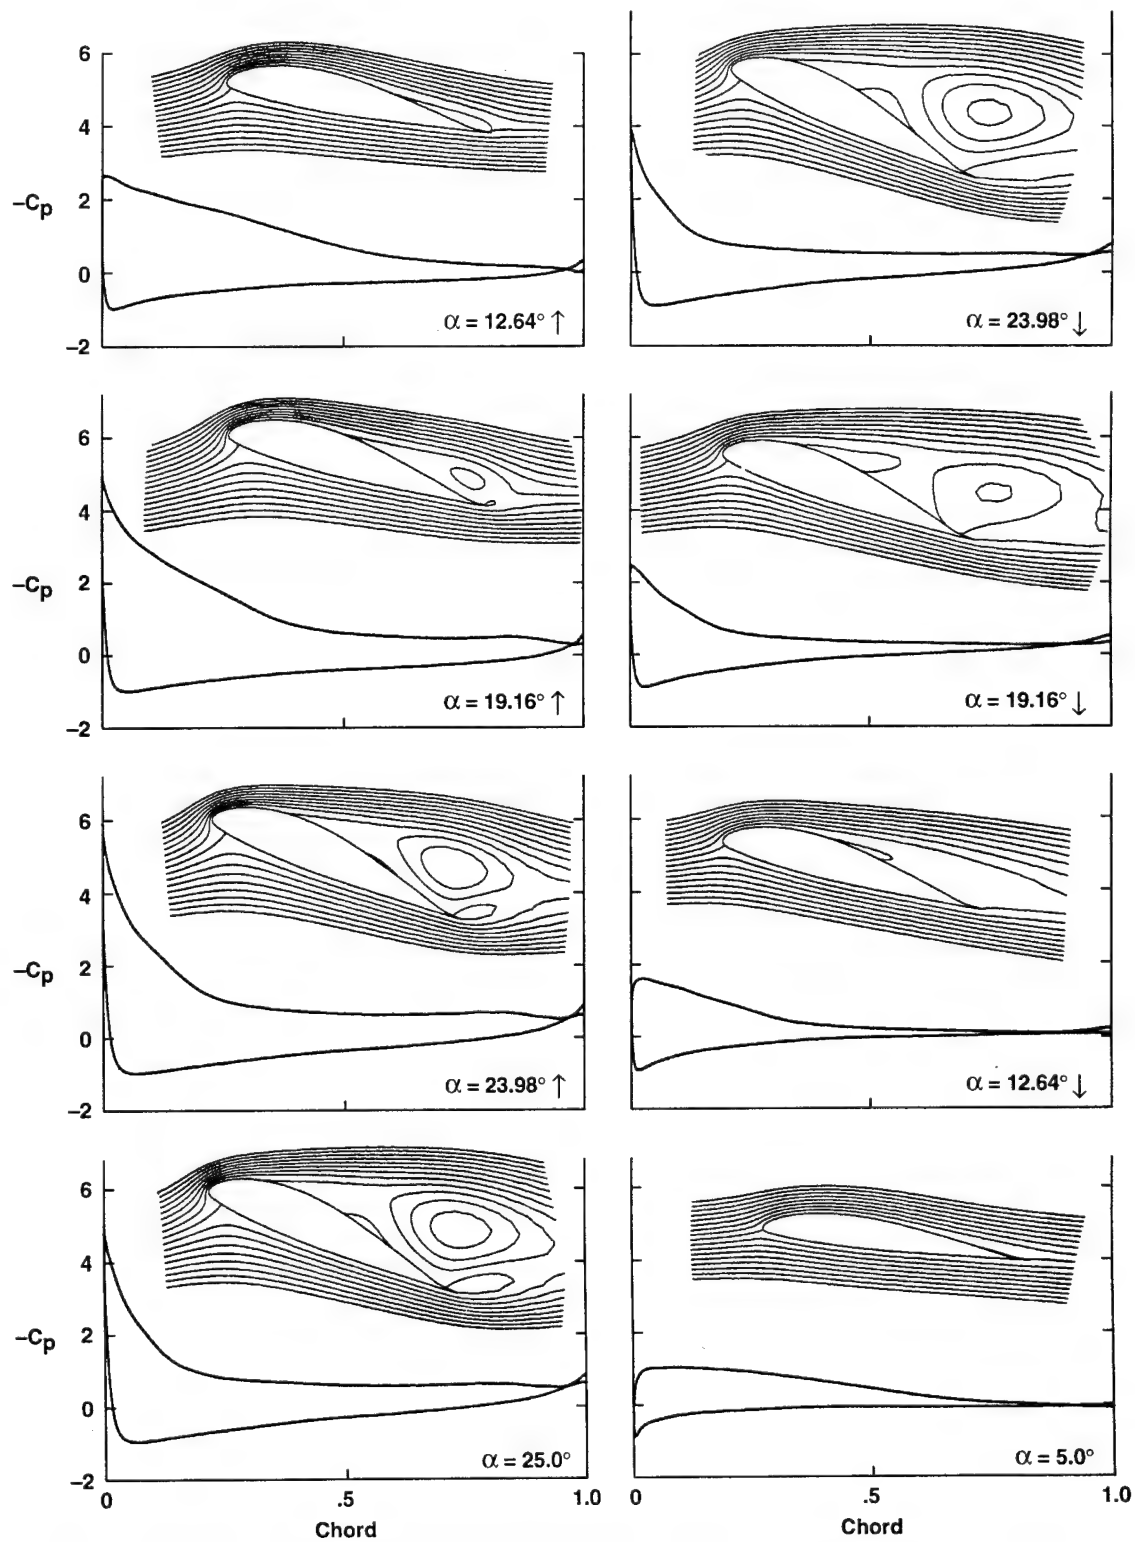 6
4
–Cp 2
0
α = 12.64° ↑
–2
α = 23.98° ↓
6
4
–Cp 2
0
α = 19.16° ↑
–2
α = 19.16° ↓
6
4
–Cp 2
0
α = 23.98° ↑
–2
α = 12.64° ↓
6
4
–Cp 2
0
α = 25.0°
–2
0 .5 1.0
Chord
α = 5.0°
0 .5 1.0
Chord